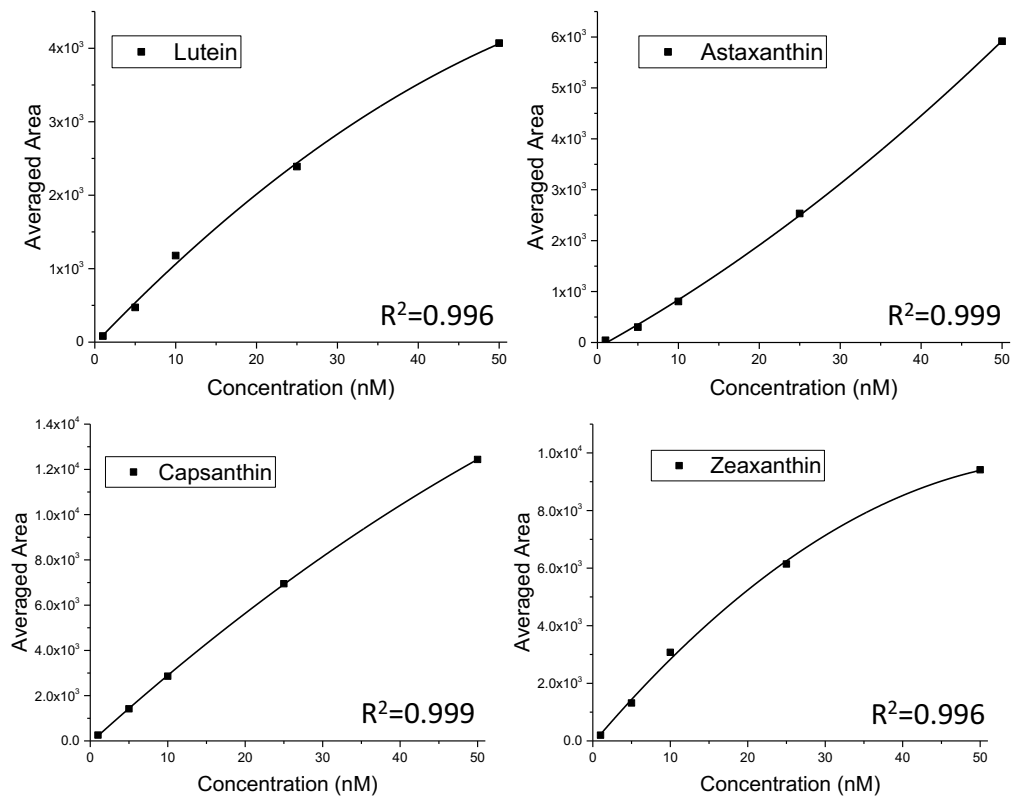 Lutein
4x10³
3x10³
2x10³
1x10³
0
Averaged Area
R²=0.996
0 10 20 30 40 50
Concentration (nM)
Astaxanthin
6x10³
5x10³
4x10³
3x10³
2x10³
1x10³
0
Averaged Area
R²=0.999
0 10 20 30 40 50
Concentration (nM)
Capsanthin
1.4x10⁴
1.2x10⁴
1.0x10⁴
8.0x10³
6.0x10³
4.0x10³
2.0x10³
0.0
Averaged Area
R²=0.999
0 10 20 30 40 50
Concentration (nM)
Zeaxanthin
1.0x10⁴
8.0x10³
6.0x10³
4.0x10³
2.0x10³
0.0
Averaged Area
R²=0.996
0 10 20 30 40 50
Concentration (nM)